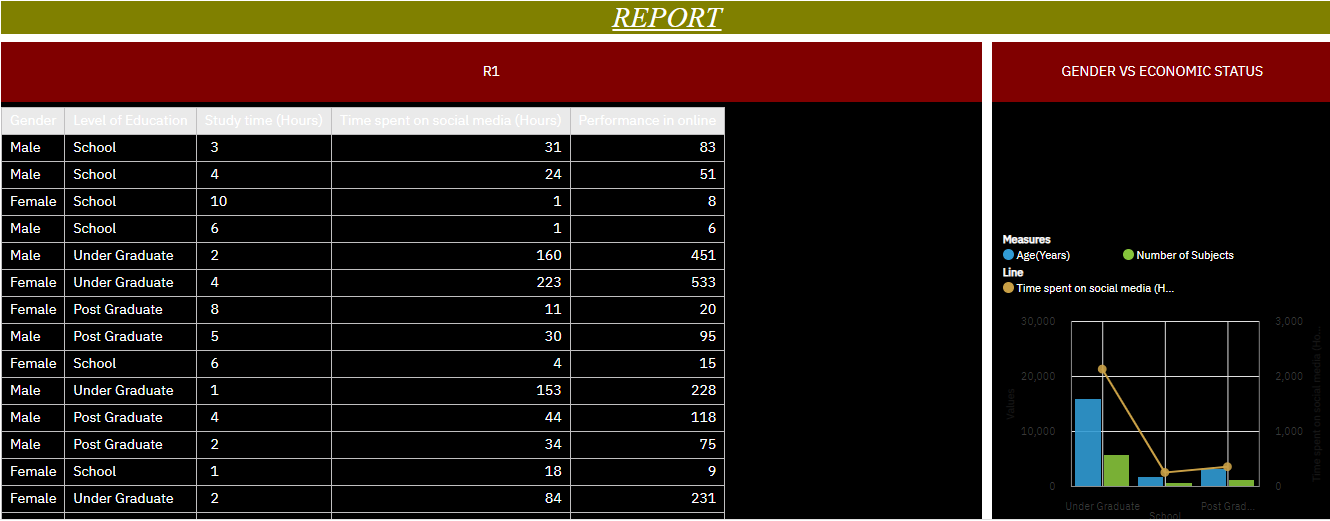 REPORT
R1
Gender Level of Education Study time (Hours) Time spent on social media (Hours) Performance in online
Male School 3 31 83
Male School 4 24 51
Female School 10 1 8
Male School 6 1 6
Male Under Graduate 2 160 451
Female Under Graduate 4 223 533
Female Post Graduate 8 11 20
Male Post Graduate 5 30 95
Female School 6 4 15
Male Under Graduate 1 153 228
Male Post Graduate 4 44 118
Male Post Graduate 2 34 75
Female School 1 18 9
Female Under Graduate 2 84 231
GENDER VS ECONOMIC STATUS
Measures
Age(Years) Number of Subjects
Line
Time spent on social media (H...
30,000 3,000
20,000 2,000
10,000 1,000
0 0
Values
Time spent on social media (Ho...
Under Graduate School Post Grad...